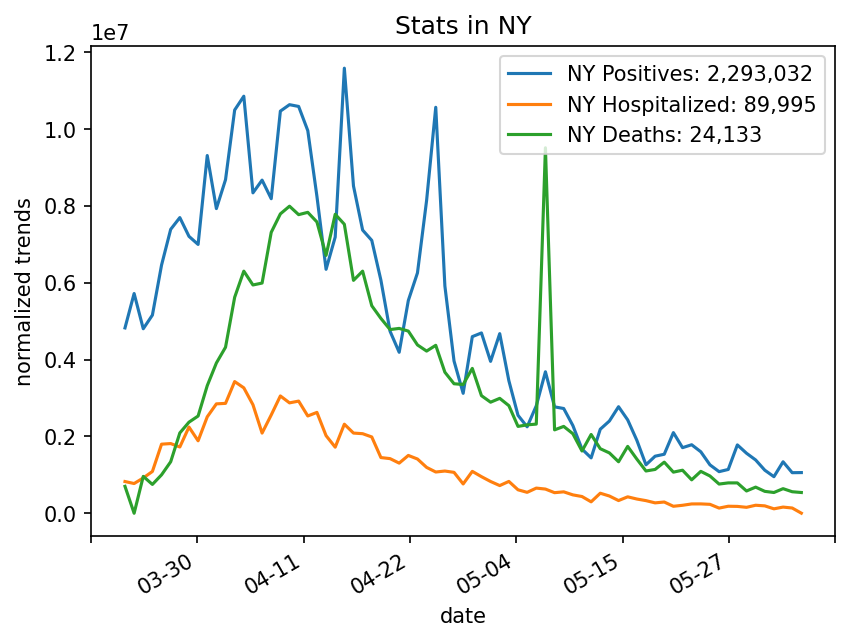 Stats in NY
1e7
1.2
1.0
0.8
0.6
0.4
0.2
0.0
normalized trends
NY Positives: 2,293,032
NY Hospitalized: 89,995
NY Deaths: 24,133
03-30
04-11
04-22
05-04
05-15
05-27
date